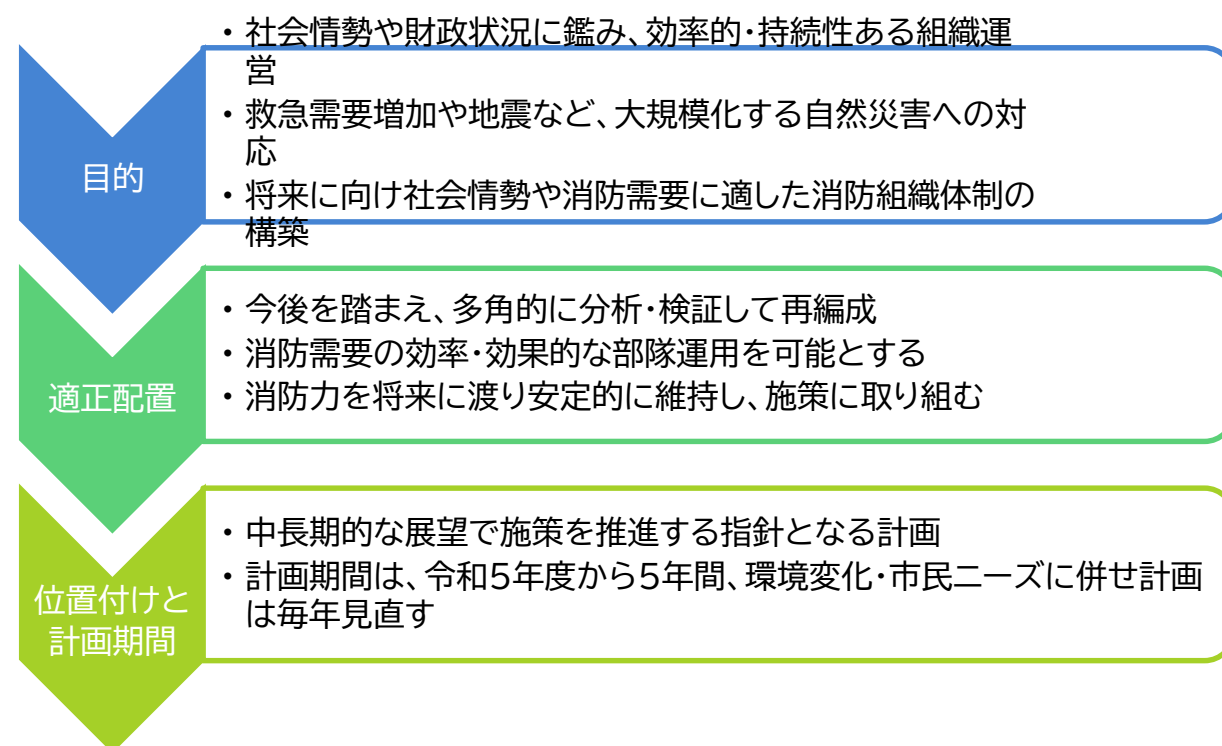 目的
・社会情勢や財政状況に鑑み、効率的・持続性ある組織運
営
・救急需要増加や地震など、大規模化する自然災害への対
応
・将来に向け社会情勢や消防需要に適した消防組織体制の
構築
適正配置
・今後を踏まえ、多角的に分析・検証して再編成
・消防需要の効率・効果的な部隊運用を可能とする
・消防力を将来に渡り安定的に維持し、施策に取り組む
位置付けと
計画期間
・中長期的な展望で施策を推進する指針となる計画
・計画期間は、令和5年度から5年間、環境変化・市民ニーズに併せ計画
は毎年見直す